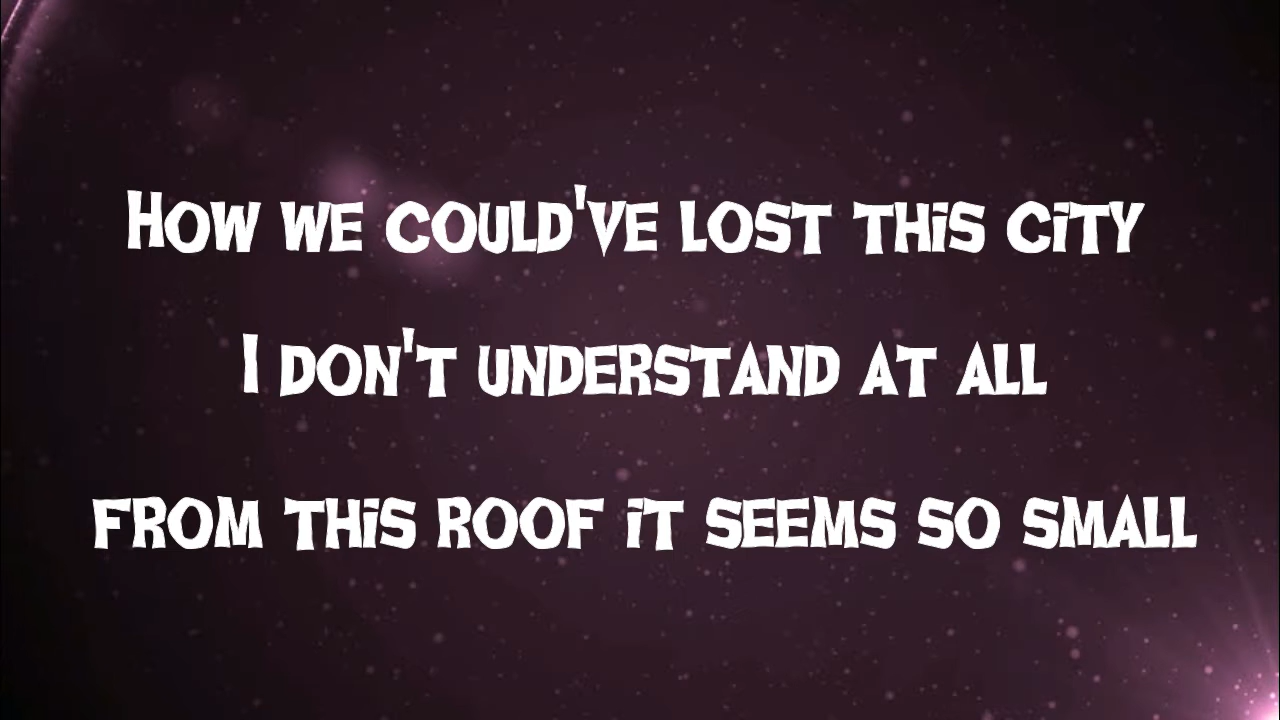 How we could've lost this city
I don't understand at all
from this roof it seems so small